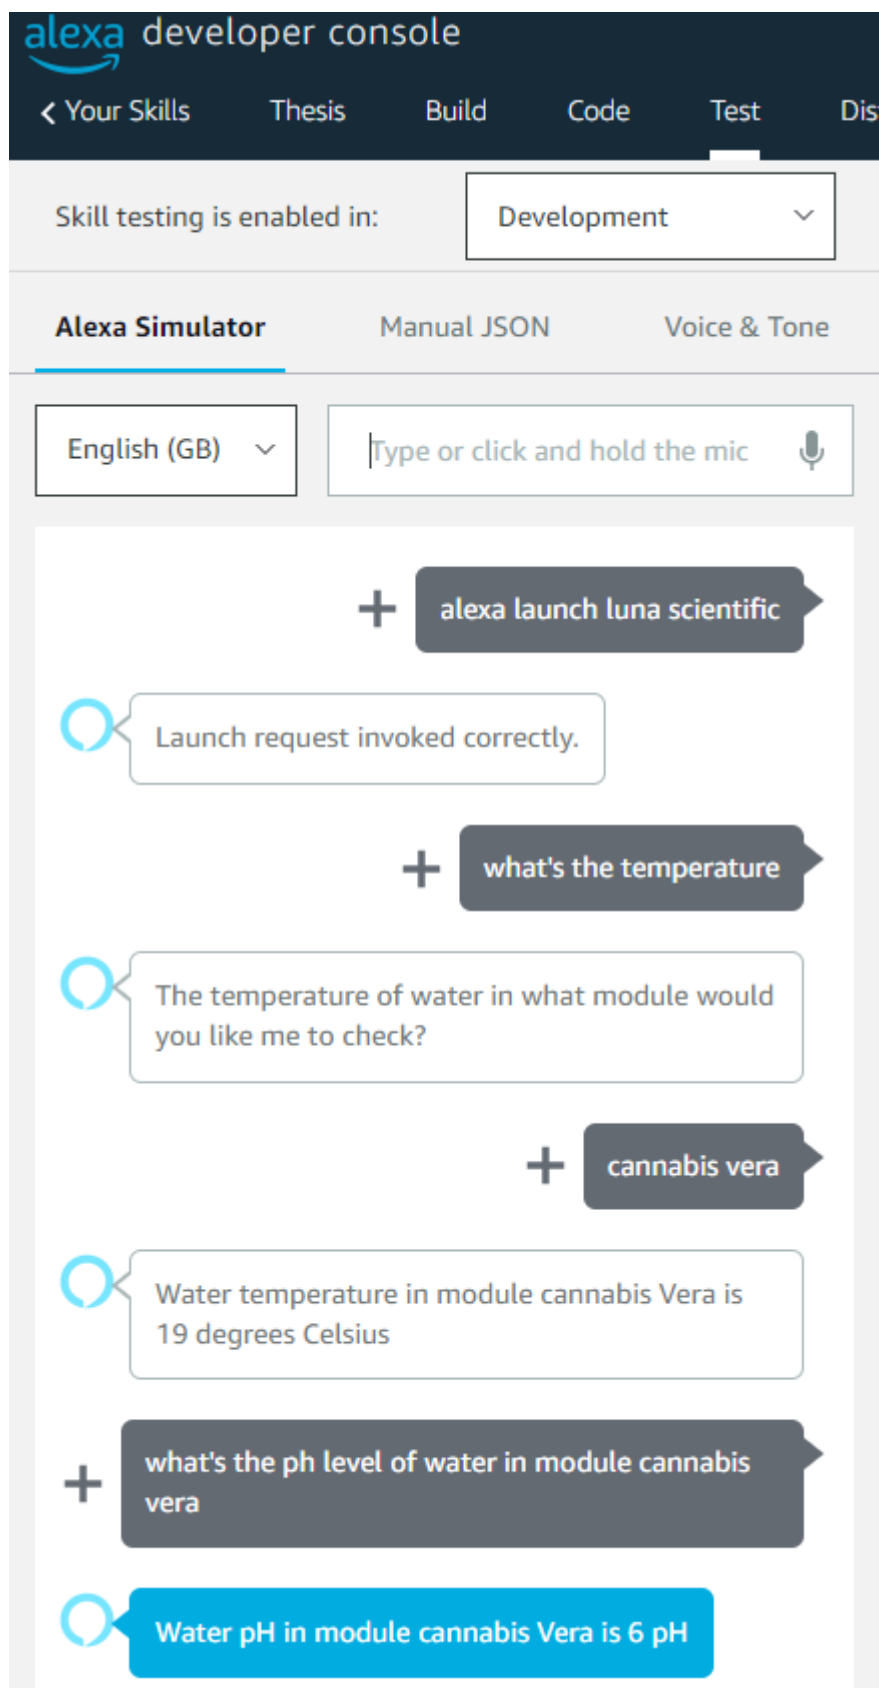 alexa developer console
Your Skills Thesis Build Code Test Dis
Skill testing is enabled in: Development
Alexa Simulator Manual JSON Voice & Tone
English (GB) Type or click and hold the mic
alexa launch luna scientific
Launch request invoked correctly.
what's the temperature
The temperature of water in what module would
you like me to check?
cannabis vera
Water temperature in module cannabis Vera is
19 degrees Celsius
what's the ph level of water in module cannabis
vera
Water pH in module cannabis Vera is 6 pH